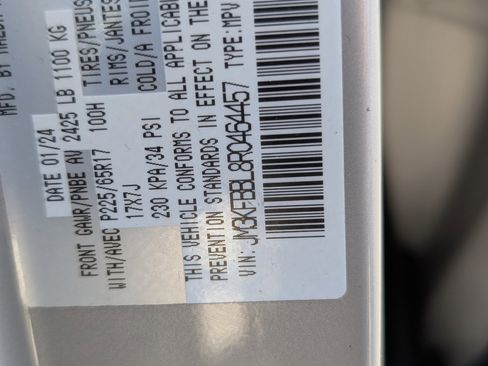 MFD. BY
DATE 01/24
FRONT GAWR/PNBE AV 2425 LB 1100 KG
TIRES/PNEUS
WITH/AVEC P225/65R17 100H
RIMS/JANTES
17X7J
COLD/A FROID
230 KPA/34 PSI
THIS VEHICLE CONFORMS TO ALL APPLICABL
PREVENTION STANDARDS IN EFFECT ON THE
VIN: JM3KFBBL8R0464457 TYPE: MPV